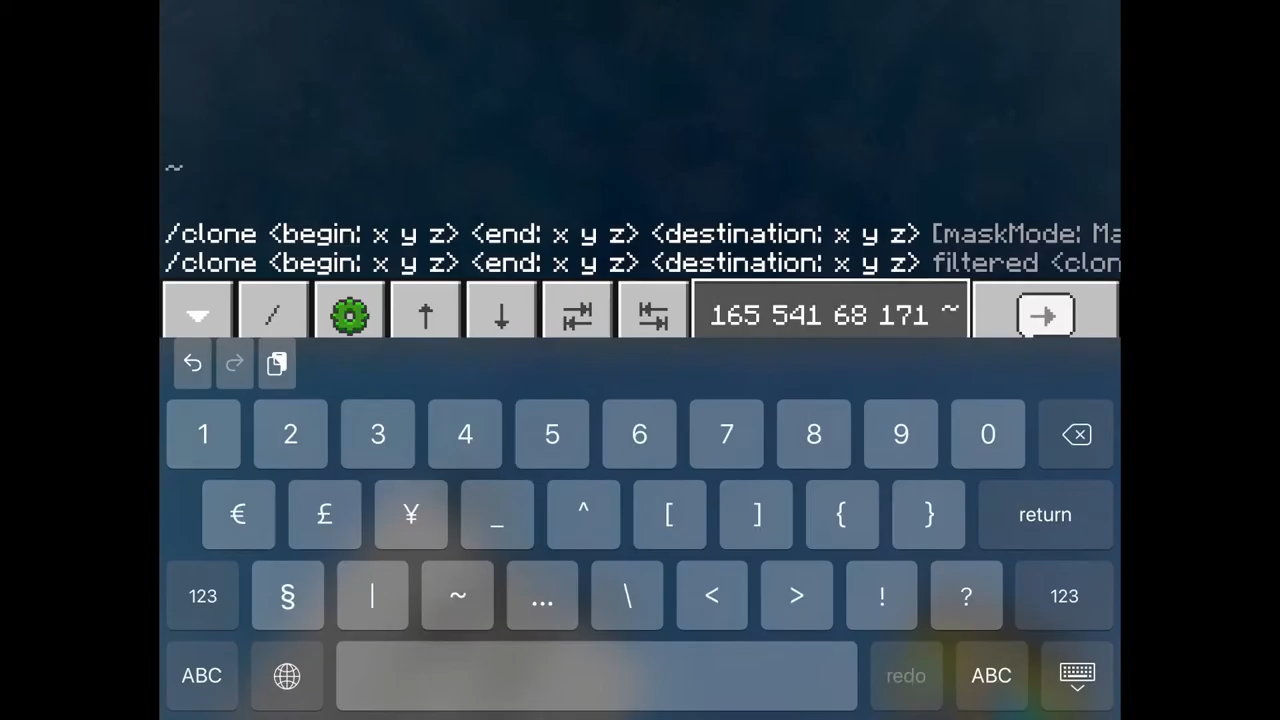 ~
/clone <begin: x y z> <end: x y z> <destination: x y z> [maskMode: Ma
/clone <begin: x y z> <end: x y z> <destination: x y z> filtered <clon
/ 165 541 68 171 ~
1 2 3 4 5 6 7 8 9 0
€ £ ¥ _ ^ [ ] { } return
123 § | ~ ... \ < > ! ? 123
ABC redo ABC